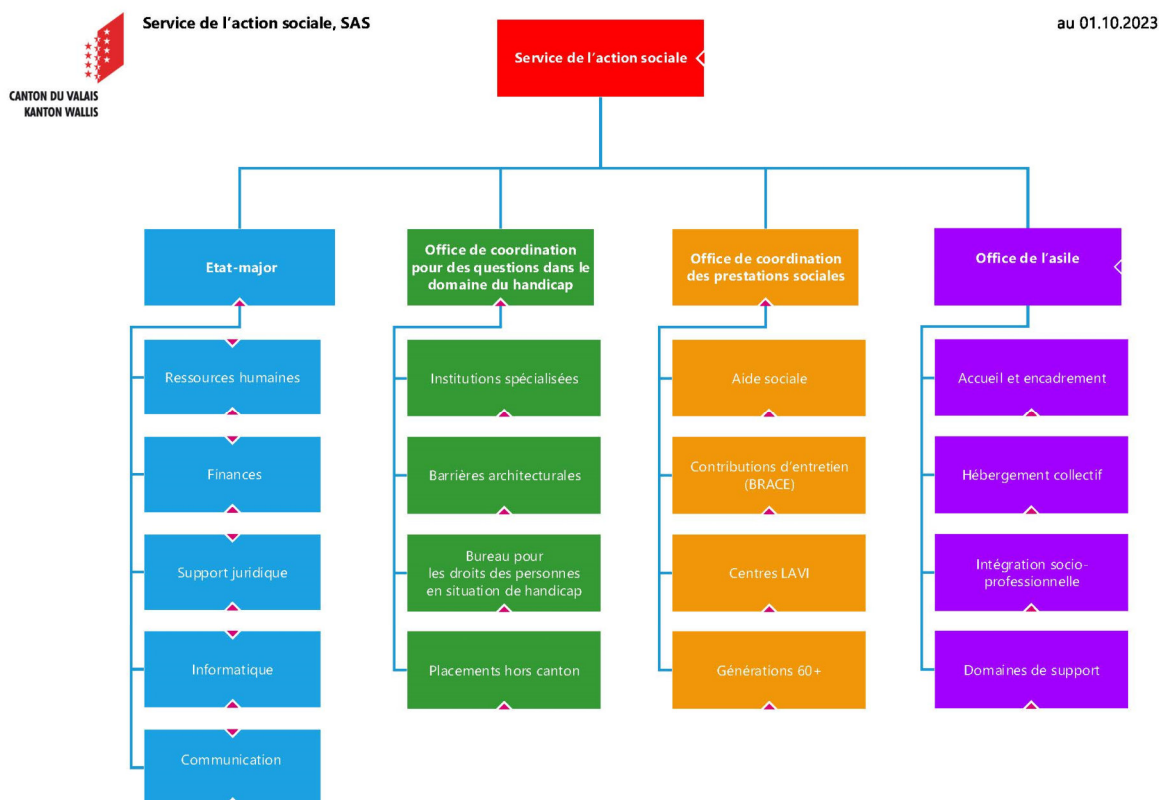 Service de l'action sociale, SAS
au 01.10.2023
CANTON DU VALAIS
KANTON WALLIS
Service de l'action sociale
Etat-major
Office de coordination
pour des questions dans le
domaine du handicap
Office de coordination
des prestations sociales
Office de l'asile
Ressources humaines
Institutions spécialisées
Aide sociale
Accueil et encadrement
Finances
Barrières architecturales
Contributions d'entretien
(BRACE)
Hébergement collectif
Support juridique
Bureau pour
les droits des personnes
en situation de handicap
Centres LAVI
Intégration socio-
professionnelle
Informatique
Placements hors canton
Générations 60+
Domaines de support
Communication